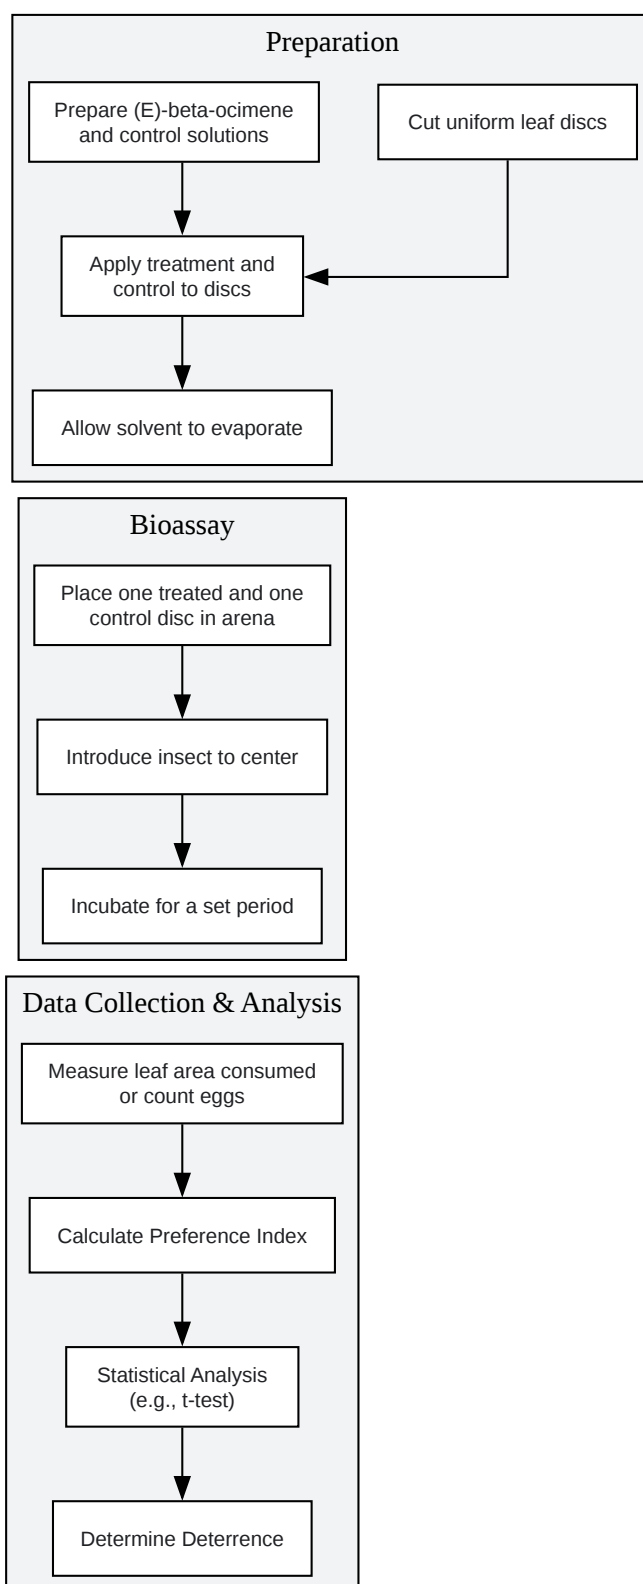 Preparation
Prepare (E)-beta-ocimene
and control solutions
Cut uniform leaf discs
Apply treatment and
control to discs
Allow solvent to evaporate
Bioassay
Place one treated and one
control disc in arena
Introduce insect to center
Incubate for a set period
Data Collection & Analysis
Measure leaf area consumed
or count eggs
Calculate Preference Index
Statistical Analysis
(e.g., t-test)
Determine Deterrence